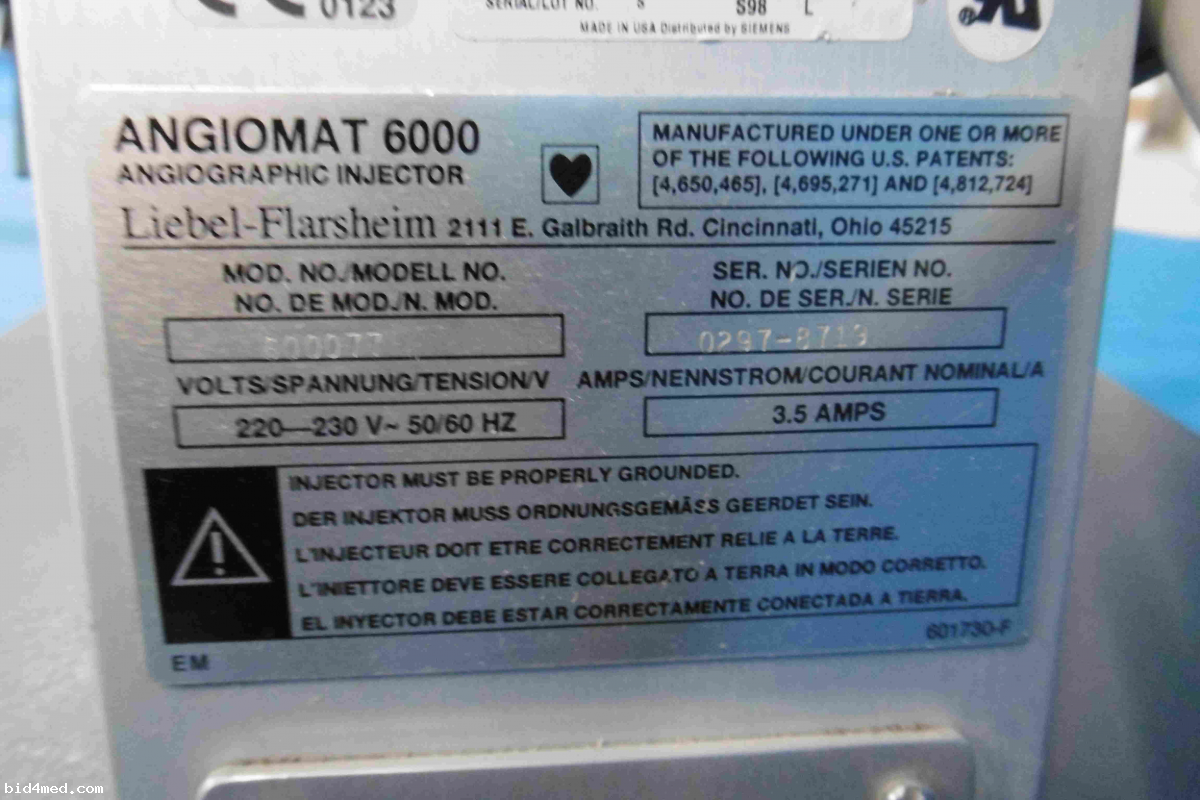 0123
SERIAL/LOT NO. S S98 L
MADE IN USA Distributed by SIEMENS
ANGIOMAT 6000
ANGIOGRAPHIC INJECTOR
MANUFACTURED UNDER ONE OR MORE
OF THE FOLLOWING U.S. PATENTS:
[4,650,465], [4,695,271] AND [4,812,724]
Liebel-Flarsheim 2111 E. Galbraith Rd. Cincinnati, Ohio 45215
MOD. NO./MODELL NO.
NO. DE MOD./N. MOD.
600077
SER. NO./SERIEN NO.
NO. DE SER./N. SERIE
VOLTS/SPANNUNG/TENSION/V
220—230 V~ 50/60 HZ
AMPS/NENNSTROM/COURANT NOMINAL/A
3.5 AMPS
INJECTOR MUST BE PROPERLY GROUNDED.
DER INJEKTOR MUSS ORDNUNGSGEMÄSS GEERDET SEIN.
L'INJECTEUR DOIT ETRE CORRECTEMENT RELIE A LA TERRE.
L'INIETTORE DEVE ESSERE COLLEGATO A TERRA IN MODO CORRETTO.
EL INYECTOR DEBE ESTAR CORRECTAMENTE CONECTADA A TIERRA.
601730-F
EM
bid4med.com